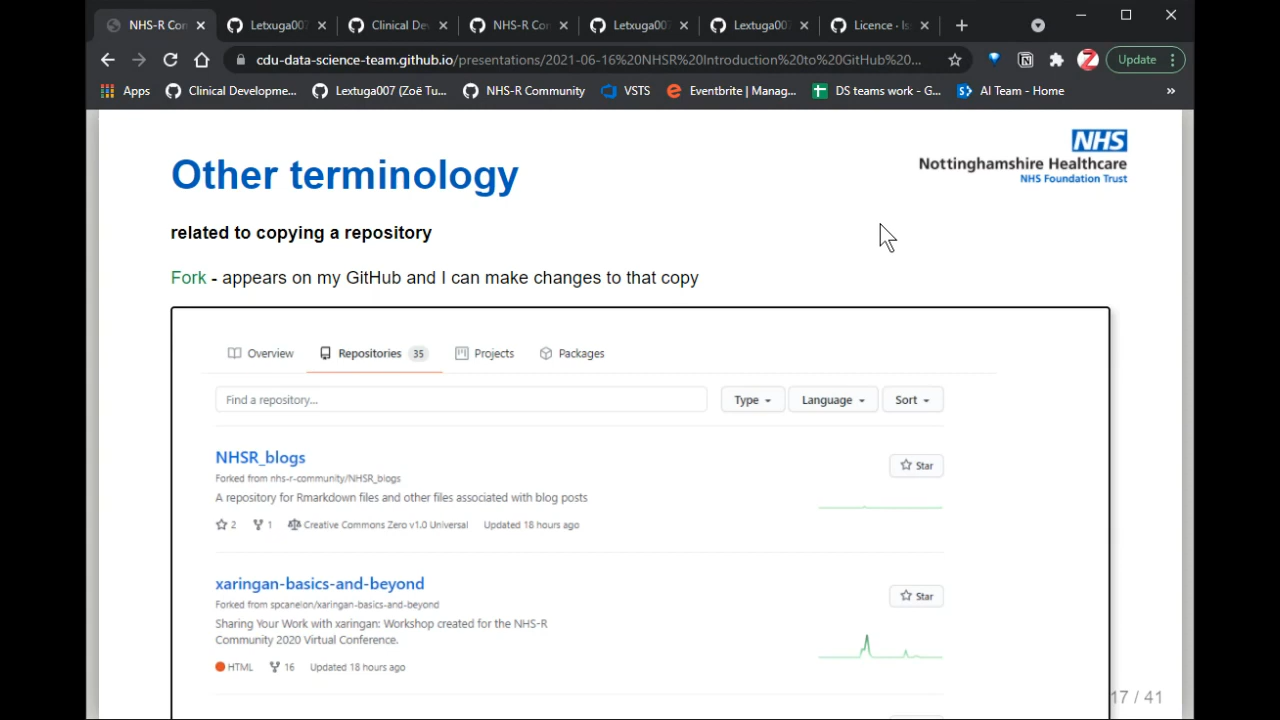 NHS-R Con
Letxuga007
Clinical De
NHS-R Co
Letxuga007
Lextuga007
Licence · Is
cdu-data-science-team.github.io/presentations/2021-06-16%20NHSR%20Introduction%20to%20GitHub%20...
Update
Apps
Clinical Developme...
Lextuga007 (Zoë Tu...
NHS-R Community
VSTS
Eventbrite | Manag...
DS teams work - G...
AI Team - Home
»
Other terminology
NHS
Nottinghamshire Healthcare
NHS Foundation Trust
related to copying a repository
Fork - appears on my GitHub and I can make changes to that copy
Overview
Repositories 35
Projects
Packages
Find a repository...
Type
Language
Sort
NHSR_blogs
Star
Forked from nhs-r-community/NHSR_blogs
A repository for Rmarkdown files and other files associated with blog posts
2 1 Creative Commons Zero v1.0 Universal Updated 18 hours ago
xaringan-basics-and-beyond
Star
Forked from spcanelon/xaringan-basics-and-beyond
Sharing Your Work with xaringan: Workshop created for the NHS-R
Community 2020 Virtual Conference.
HTML 16 Updated 18 hours ago
17 / 41